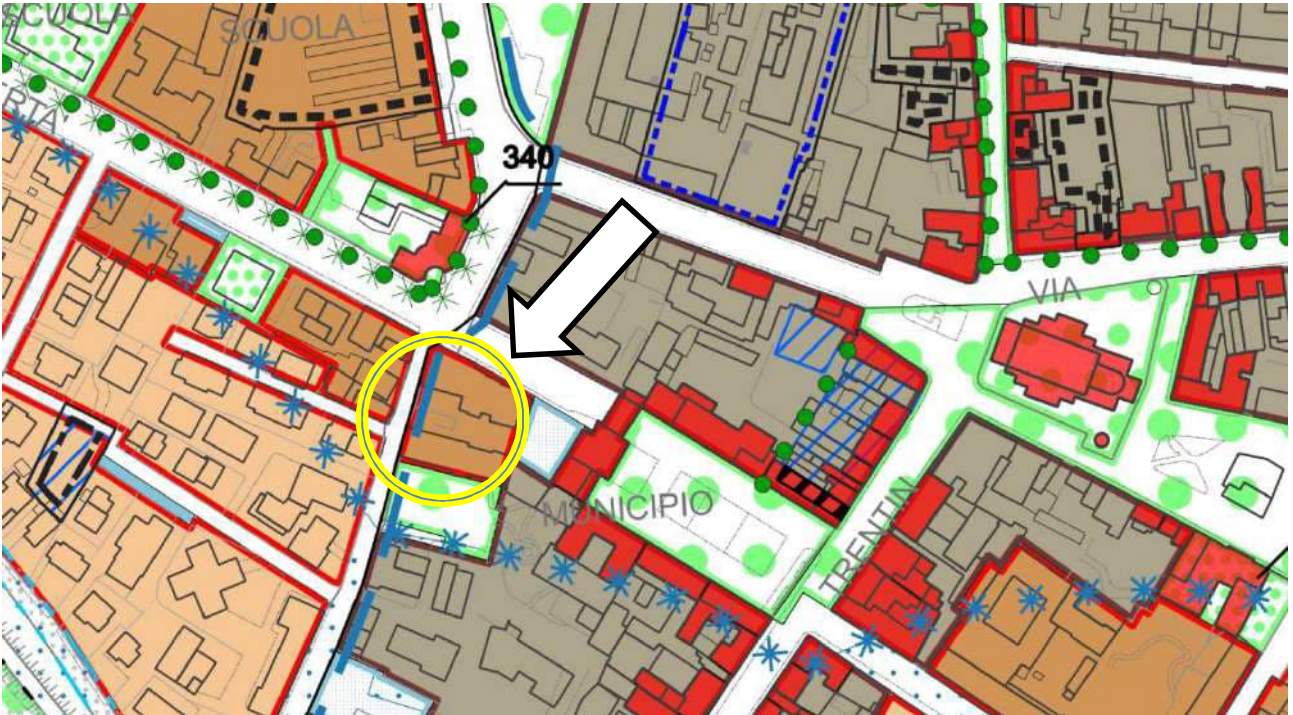 SCUOLA
SCUOLA
RTA'
340
VIA
MUNICIPIO
TRENTIN